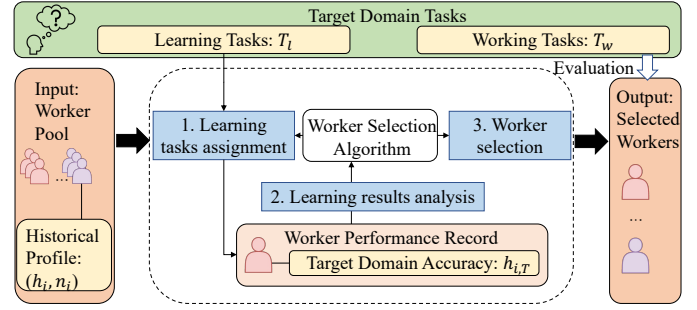 Target Domain Tasks
?
Learning Tasks: T_l
Working Tasks: T_w
Evaluation
Input:
Worker
Pool
...
Historical
Profile:
(h_i, n_i)
1. Learning
tasks assignment
Worker Selection
Algorithm
3. Worker
selection
2. Learning results analysis
Worker Performance Record
Target Domain Accuracy: h_{i,T}
Output:
Selected
Workers
...